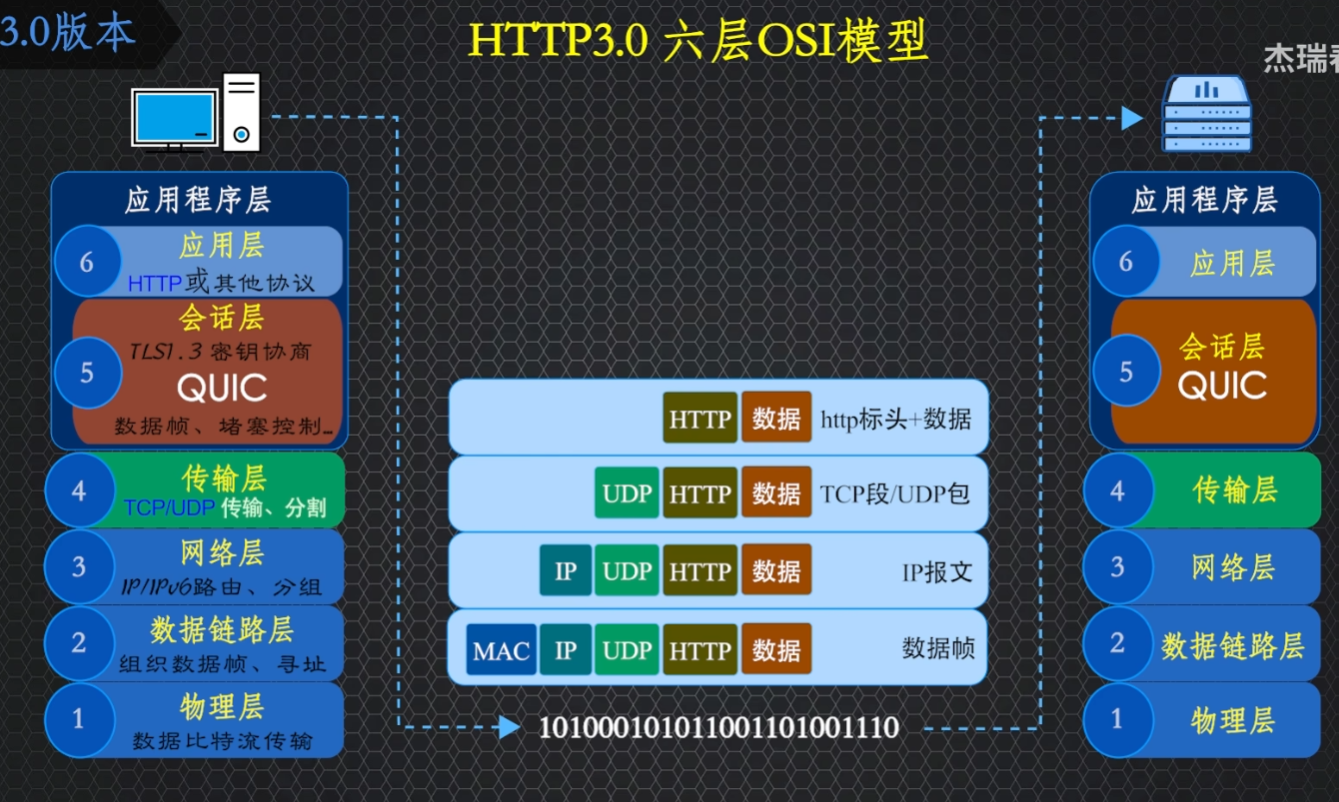 3.0版本
HTTP3.0 六层OSI模型
杰瑞
应用程序层
6
应用层
HTTP或其他协议
5
会话层
TLS1.3 密钥协商
QUIC
数据帧、堵塞控制
4
传输层
TCP/UDP 传输、分割
3
网络层
IP/IPv6路由、分组
2
数据链路层
组织数据帧、寻址
1
物理层
数据比特流传输
HTTP 数据 http标头+数据
UDP HTTP 数据 TCP段/UDP包
IP UDP HTTP 数据 IP报文
MAC IP UDP HTTP 数据 数据帧
101000101011001101001110
应用程序层
6 应用层
5
会话层
QUIC
4 传输层
3 网络层
2 数据链路层
1 物理层